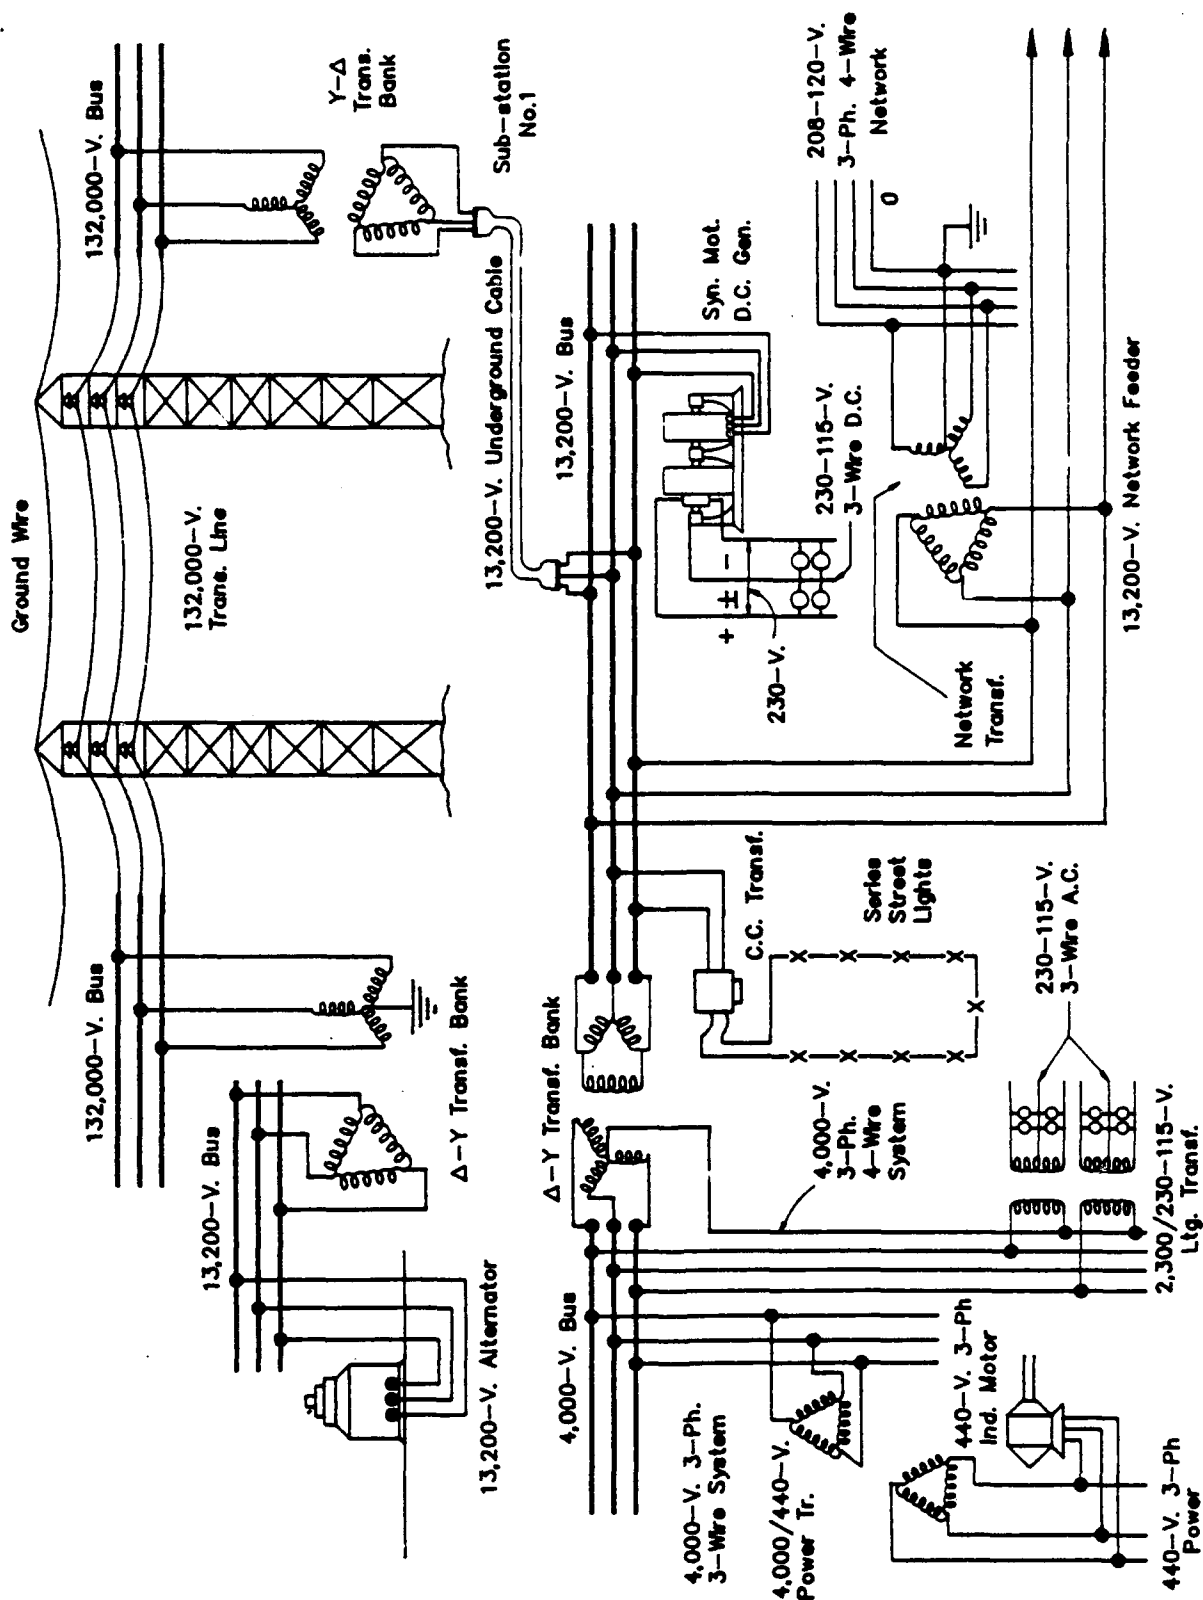 Ground Wire
132,000-V. Bus
132,000-V.
Trans. Line
132,000-V. Bus
13,200-V. Bus
13,200-V. Alternator
Δ-Y Transf. Bank
Y-Δ
Trans.
Bank
Sub-station
No.1
13,200-V. Underground Cable
4,000-V. Bus
Δ-Y Transf. Bank
13,200-V. Bus
Syn. Mot.
D.C. Gen.
4,000-V. 3-Ph.
3-Wire System
4,000/440-V.
Power Tr.
440-V. 3-Ph
Ind. Motor
440-V. 3-Ph
Power
4,000-V.
3-Ph.
4-Wire
System
C.C. Transf.
Series
Street
Lights
230-115-V.
3-Wire A.C.
2,300/230-115-V.
Ltg. Transf.
+ ± -
230-V.
230-115-V.
3-Wire D.C.
Network
Transf.
208-120-V.
3-Ph. 4-Wire
Network
0
13,200-V. Network Feeder